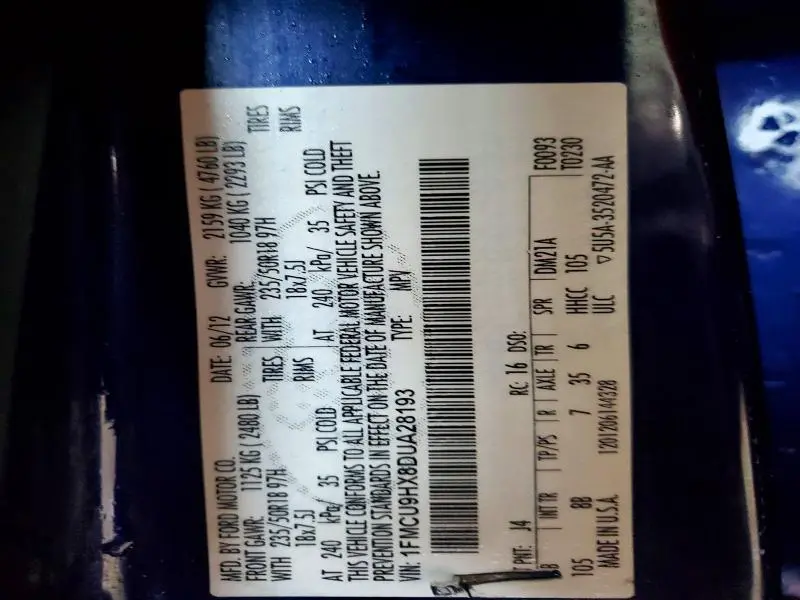 MFD. BY FORD MOTOR CO. DATE: 06/12 GVWR: 2159 KG ( 4760 LB)
FRONT GAWR: 1125 KG ( 2480 LB) REAR GAWR: 1040 KG ( 2293 LB)
WITH 235/50R18 97H TIRES WITH 235/50R18 97H TIRES
18x7.5J RIMS 18x7.5J RIMS
AT 240 kPa/ 35 PSI COLD AT 240 kPa/ 35 PSI COLD
THIS VEHICLE CONFORMS TO ALL APPLICABLE FEDERAL MOTOR VEHICLE SAFETY AND THEFT
PREVENTION STANDARDS IN EFFECT ON THE DATE OF MANUFACTURE SHOWN ABOVE.
VIN: 1FMCU9HX8DUA28193 TYPE: MPV
T PNT: J4 RC: 16 DSO: F0093
B INT TR TP/PS R AXLE TR SPR DM21A T0230
105 8B 7 35 6 HHCC 105
MADE IN U.S.A. 1201206144328 ULC ▽5U5A-3520472-AA